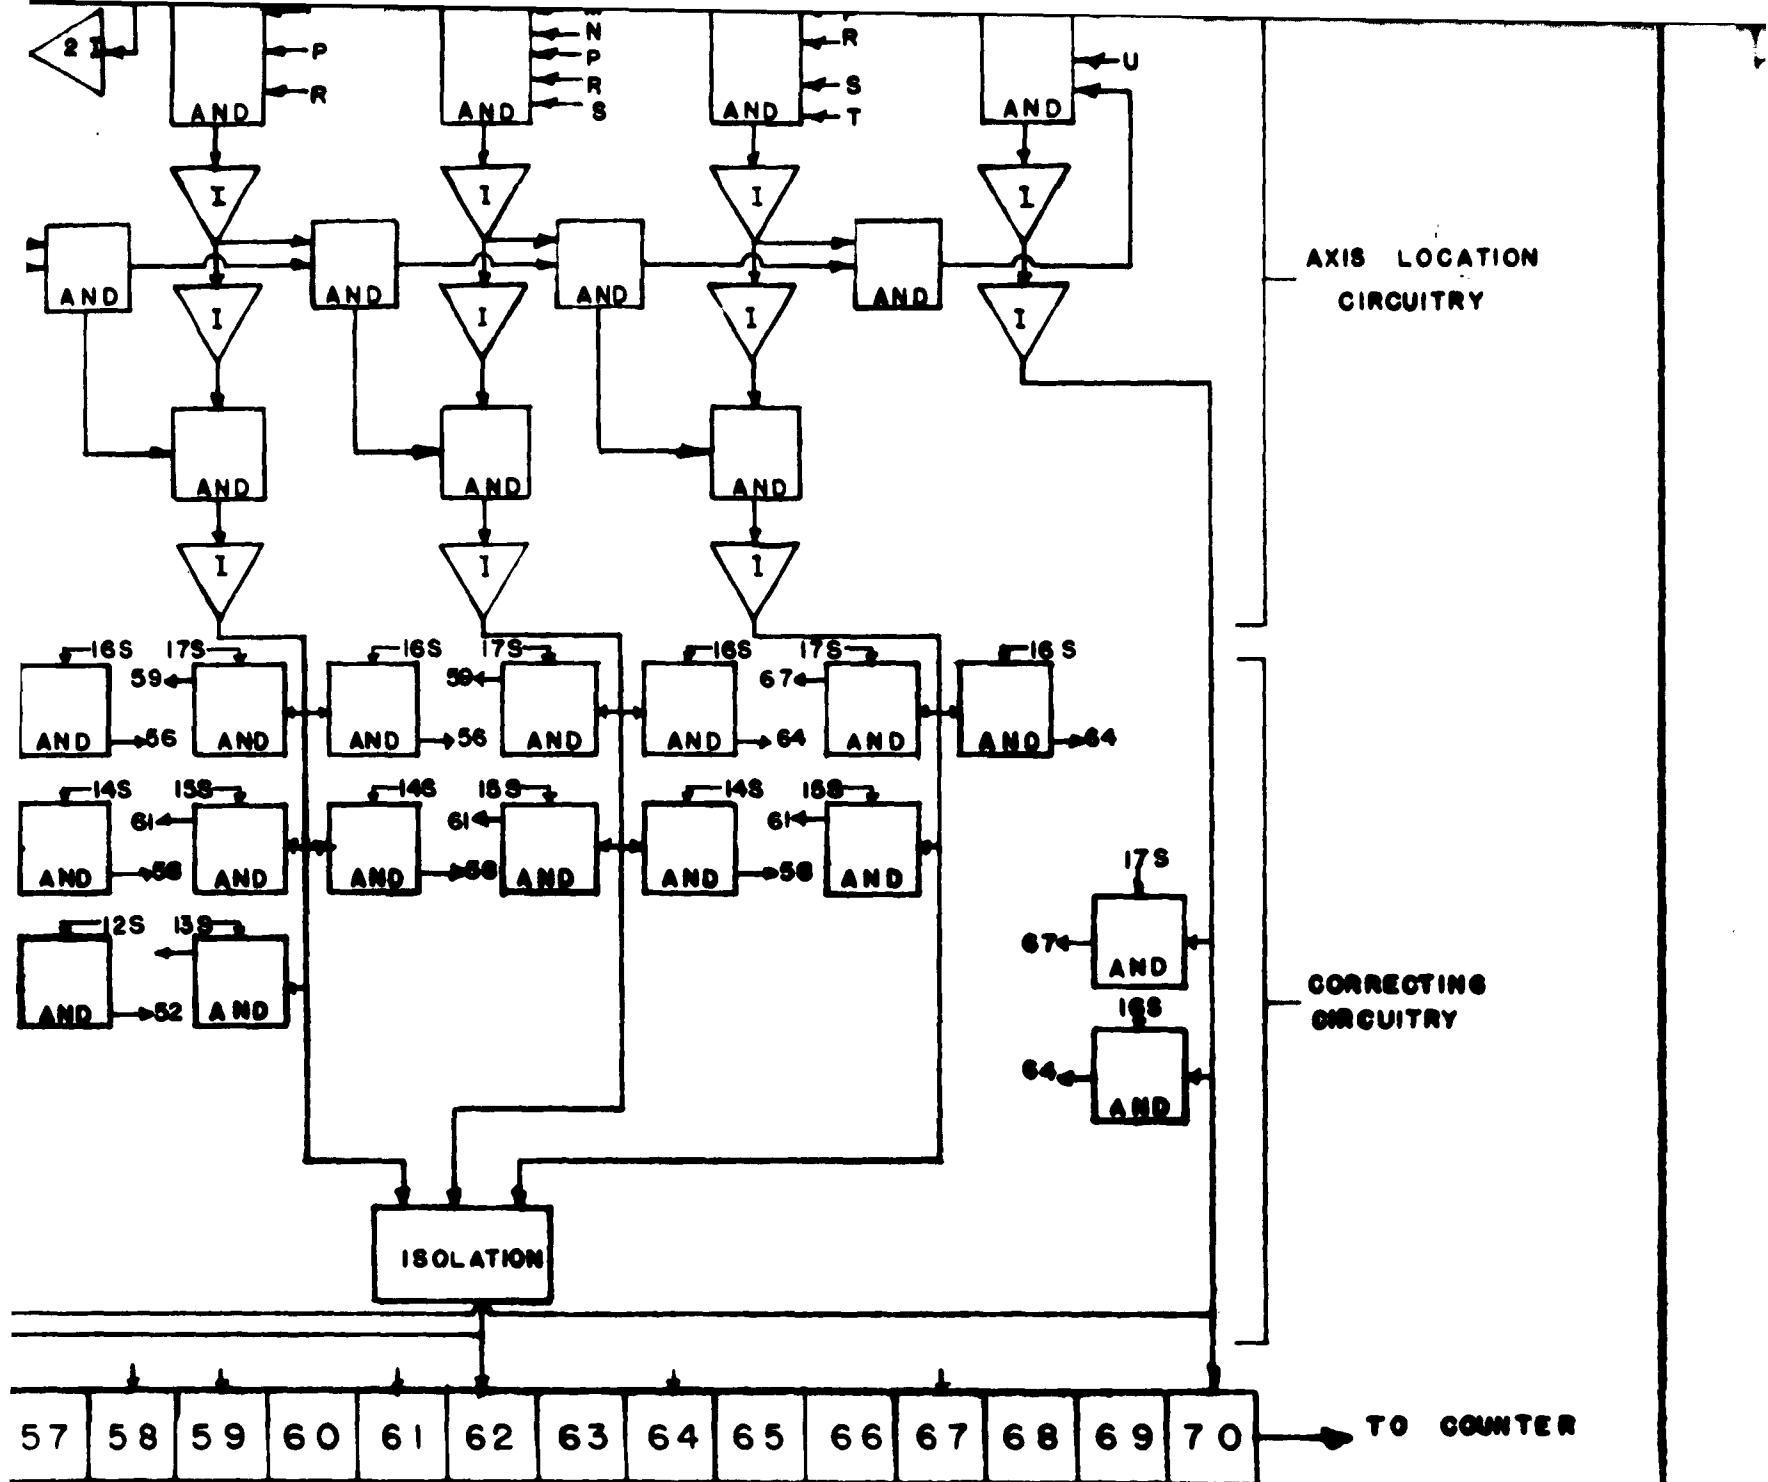 2 I P N R U
R P S
R T
S
AND AND AND AND
I I I I
AND AND AND AND
I I I I
AXIS LOCATION
CIRCUITRY
AND AND AND
I I I
16S 17S 16S 17S 16S 17S 16S
59 59 67
AND 56 AND AND 56 AND AND 64 AND AND 64
14S 15S 14S 15S 14S 15S
61 61 61
AND 58 AND AND 58 AND AND 58 AND
17S
67 AND
12S 13S
AND 52 AND
16S
64 AND
CORRECTING
CIRCUITRY
ISOLATION
57 58 59 60 61 62 63 64 65 66 67 68 69 70 TO COUNTER